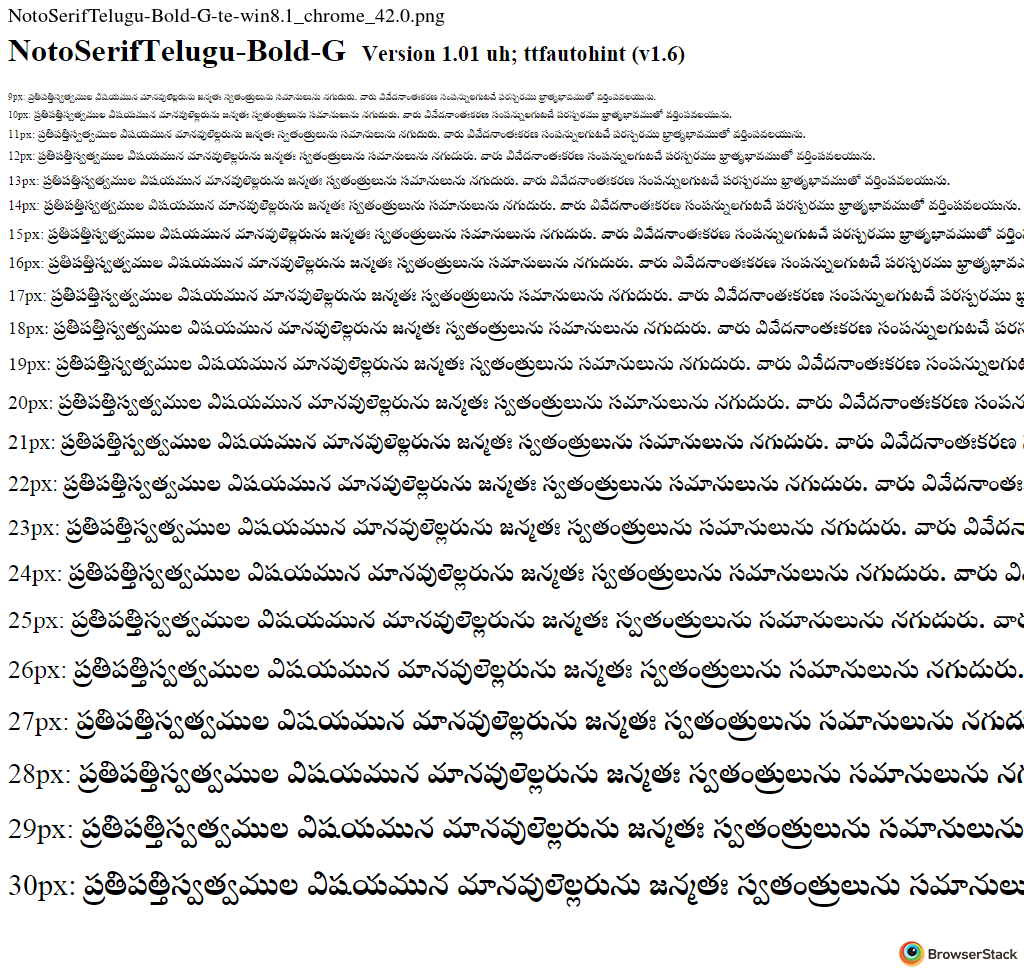 NotoSerifTelugu-Bold-G-te-win8.1_chrome_42.0.png
NotoSerifTelugu-Bold-G Version 1.01 uh; ttfautohint (v1.6)
9px: ప్రతిపత్తిస్వత్వముల విషయమున మానవులెల్లరును జన్మతః స్వతంత్రులును సమానులును నగుదురు. వారు వివేదనాంతఃకరణ సంపన్నులగుటచే పరస్పరము భ్రాతృభావముతో వర్తింపవలయును.
10px: ప్రతిపత్తిస్వత్వముల విషయమున మానవులెల్లరును జన్మతః స్వతంత్రులును సమానులును నగుదురు. వారు వివేదనాంతఃకరణ సంపన్నులగుటచే పరస్పరము భ్రాతృభావముతో వర్తింపవలయును.
11px: ప్రతిపత్తిస్వత్వముల విషయమున మానవులెల్లరును జన్మతః స్వతంత్రులును సమానులును నగుదురు. వారు వివేదనాంతఃకరణ సంపన్నులగుటచే పరస్పరము భ్రాతృభావముతో వర్తింపవలయును.
12px: ప్రతిపత్తిస్వత్వముల విషయమున మానవులెల్లరును జన్మతః స్వతంత్రులును సమానులును నగుదురు. వారు వివేదనాంతఃకరణ సంపన్నులగుటచే పరస్పరము భ్రాతృభావముతో వర్తింపవలయును.
13px: ప్రతిపత్తిస్వత్వముల విషయమున మానవులెల్లరును జన్మతః స్వతంత్రులును సమానులును నగుదురు. వారు వివేదనాంతఃకరణ సంపన్నులగుటచే పరస్పరము భ్రాతృభావముతో వర్తింపవలయును.
14px: ప్రతిపత్తిస్వత్వముల విషయమున మానవులెల్లరును జన్మతః స్వతంత్రులును సమానులును నగుదురు. వారు వివేదనాంతఃకరణ సంపన్నులగుటచే పరస్పరము భ్రాతృభావముతో వర్తింపవలయును.
15px: ప్రతిపత్తిస్వత్వముల విషయమున మానవులెల్లరును జన్మతః స్వతంత్రులును సమానులును నగుదురు. వారు వివేదనాంతఃకరణ సంపన్నులగుటచే పరస్పరము భ్రాతృభావముతో
16px: ప్రతిపత్తిస్వత్వముల విషయమున మానవులెల్లరును జన్మతః స్వతంత్రులును సమానులును నగుదురు. వారు వివేదనాంతఃకరణ సంపన్నులగుటచే పరస్పరము
17px: ప్రతిపత్తిస్వత్వముల విషయమున మానవులెల్లరును జన్మతః స్వతంత్రులును సమానులును నగుదురు. వారు వివేదనాంతఃకరణ సంపన్నులగుటచే పరస్పరము
18px: ప్రతిపత్తిస్వత్వముల విషయమున మానవులెల్లరును జన్మతః స్వతంత్రులును సమానులును నగుదురు. వారు వివేదనాంతఃకరణ సంపన్నులగుటచే
19px: ప్రతిపత్తిస్వత్వముల విషయమున మానవులెల్లరును జన్మతః స్వతంత్రులును సమానులును నగుదురు. వారు వివేదనాంతఃకరణ
20px: ప్రతిపత్తిస్వత్వముల విషయమున మానవులెల్లరును జన్మతః స్వతంత్రులును సమానులును నగుదురు. వారు వివేదనాంతఃకరణ
21px: ప్రతిపత్తిస్వత్వముల విషయమున మానవులెల్లరును జన్మతః స్వతంత్రులును సమానులును నగుదురు. వారు వివేదనాంతఃకరణ
22px: ప్రతిపత్తిస్వత్వముల విషయమున మానవులెల్లరును జన్మతః స్వతంత్రులును సమానులును నగుదురు. వారు
23px: ప్రతిపత్తిస్వత్వముల విషయమున మానవులెల్లరును జన్మతః స్వతంత్రులును సమానులును నగుదురు. వారు
24px: ప్రతిపత్తిస్వత్వముల విషయమున మానవులెల్లరును జన్మతః స్వతంత్రులును సమానులును నగుదురు. వారు
25px: ప్రతిపత్తిస్వత్వముల విషయమున మానవులెల్లరును జన్మతః స్వతంత్రులును సమానులును నగుదురు.
26px: ప్రతిపత్తిస్వత్వముల విషయమున మానవులెల్లరును జన్మతః స్వతంత్రులును సమానులును నగుదురు.
27px: ప్రతిపత్తిస్వత్వముల విషయమున మానవులెల్లరును జన్మతః స్వతంత్రులును సమానులును
28px: ప్రతిపత్తిస్వత్వముల విషయమున మానవులెల్లరును జన్మతః స్వతంత్రులును సమానులును
29px: ప్రతిపత్తిస్వత్వముల విషయమున మానవులెల్లరును జన్మతః స్వతంత్రులును సమానులును
30px: ప్రతిపత్తిస్వత్వముల విషయమున మానవులెల్లరును జన్మతః స్వతంత్రులును
BrowserStack